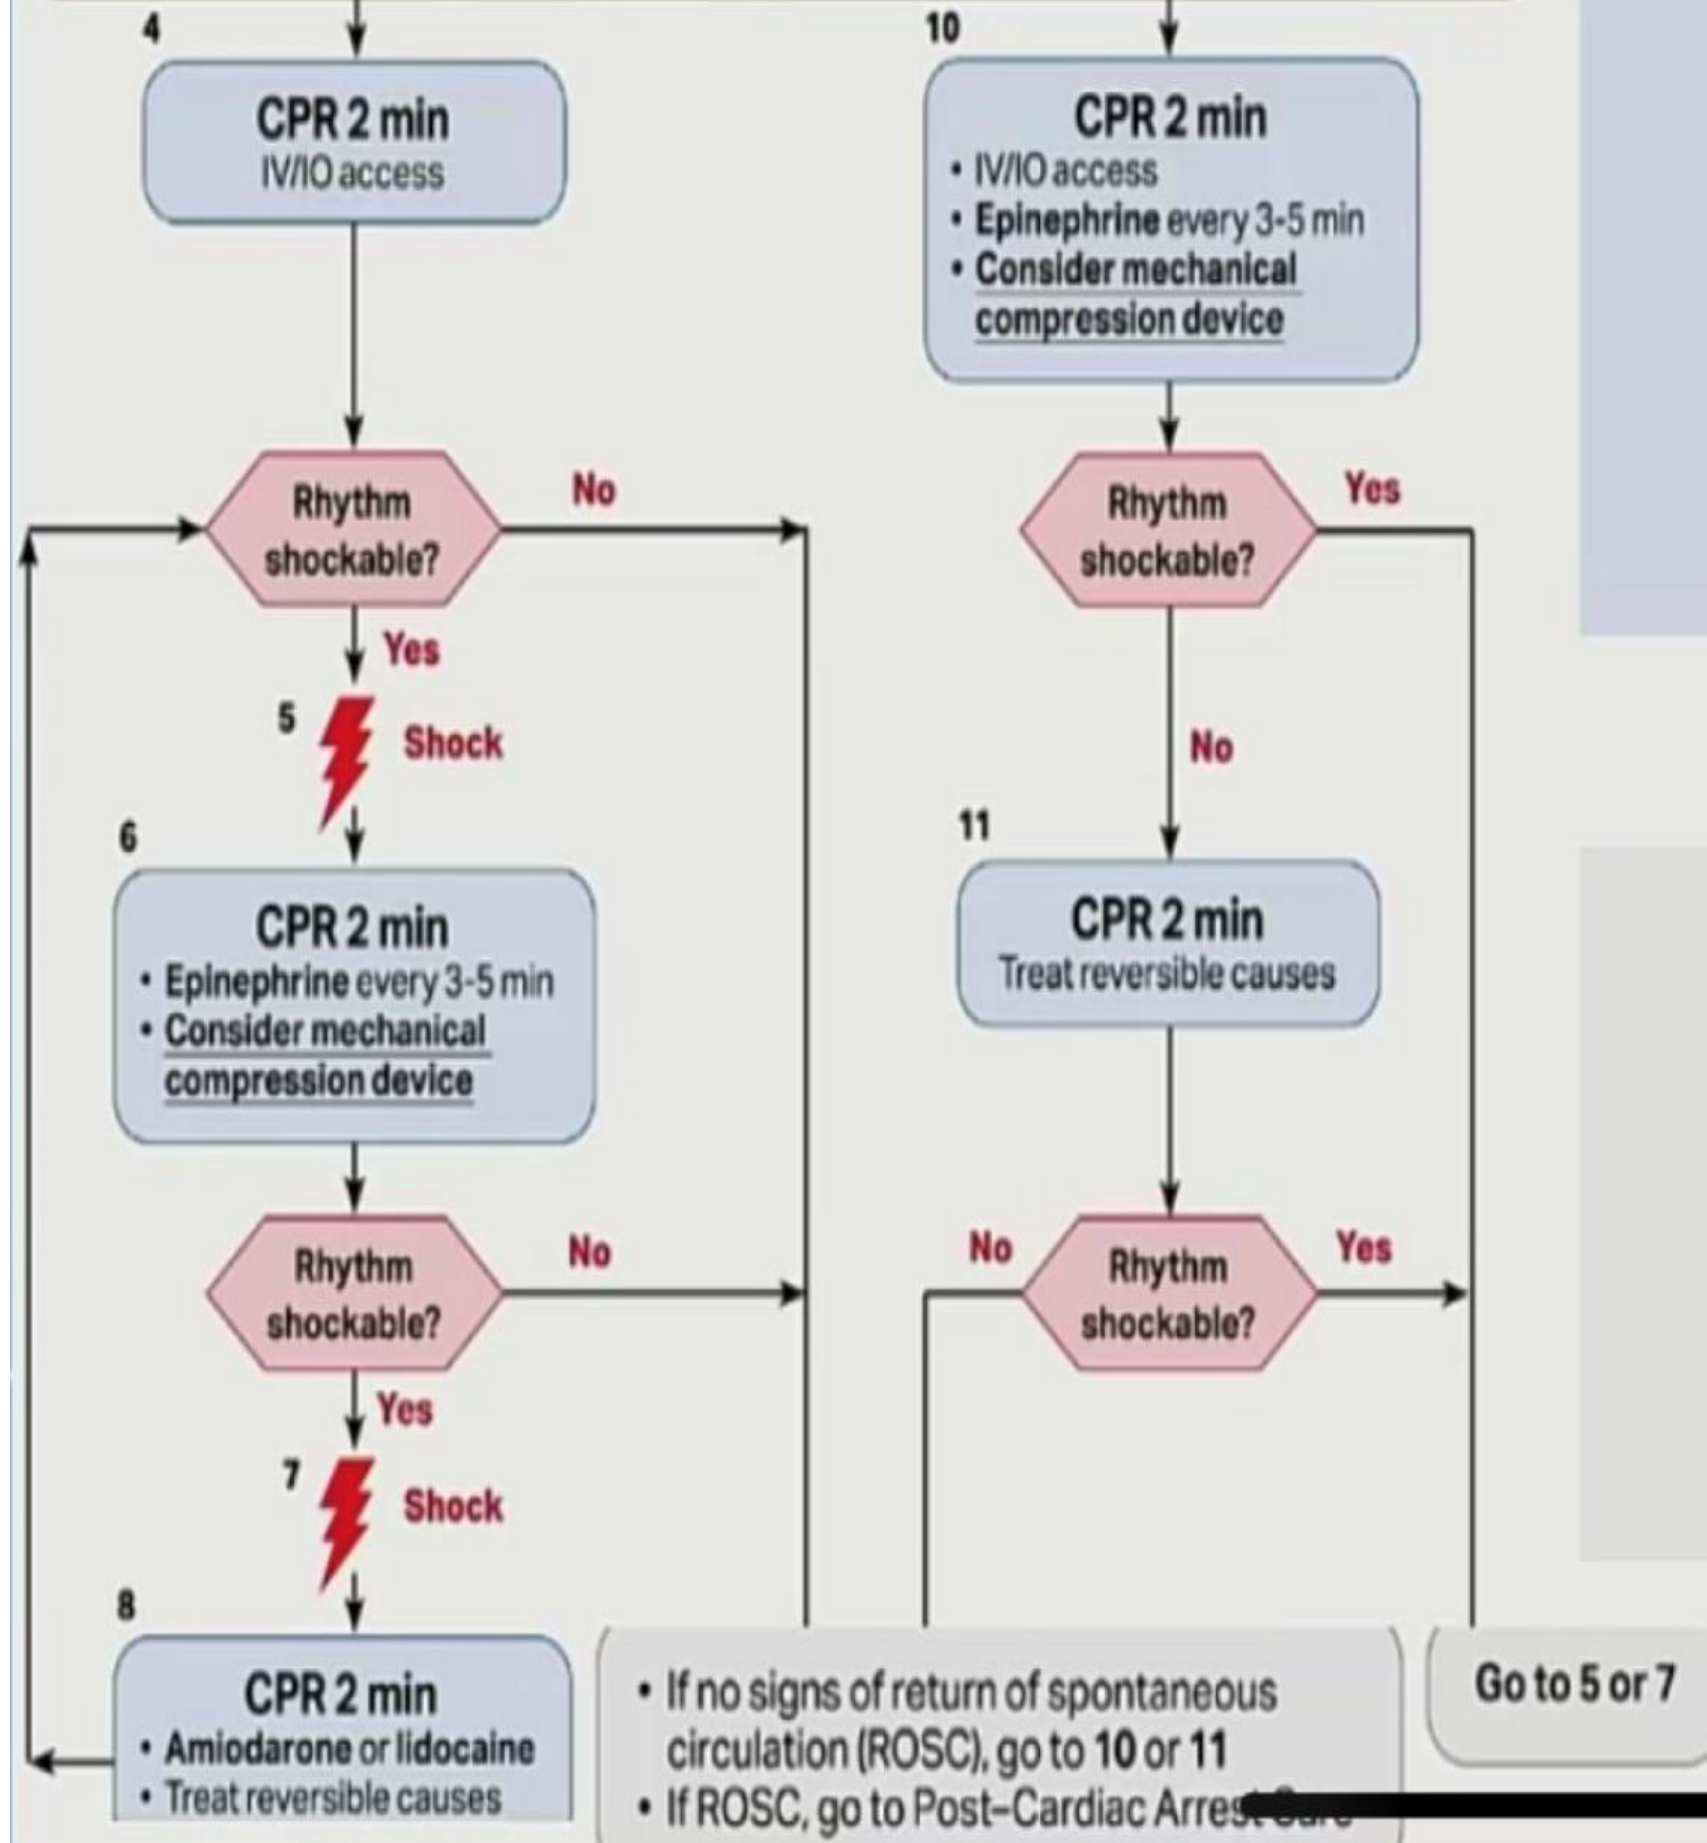 4
CPR 2 min
IV/IO access
Rhythm
shockable?
No
Yes
5
Shock
6
CPR 2 min
• Epinephrine every 3-5 min
• Consider mechanical
compression device
Rhythm
shockable?
No
Yes
7
Shock
8
CPR 2 min
• Amiodarone or lidocaine
• Treat reversible causes
10
CPR 2 min
• IV/IO access
• Epinephrine every 3-5 min
• Consider mechanical
compression device
Rhythm
shockable?
Yes
No
11
CPR 2 min
Treat reversible causes
No
Rhythm
shockable?
Yes
• If no signs of return of spontaneous
circulation (ROSC), go to 10 or 11
• If ROSC, go to Post–Cardiac Arrest
Go to 5 or 7